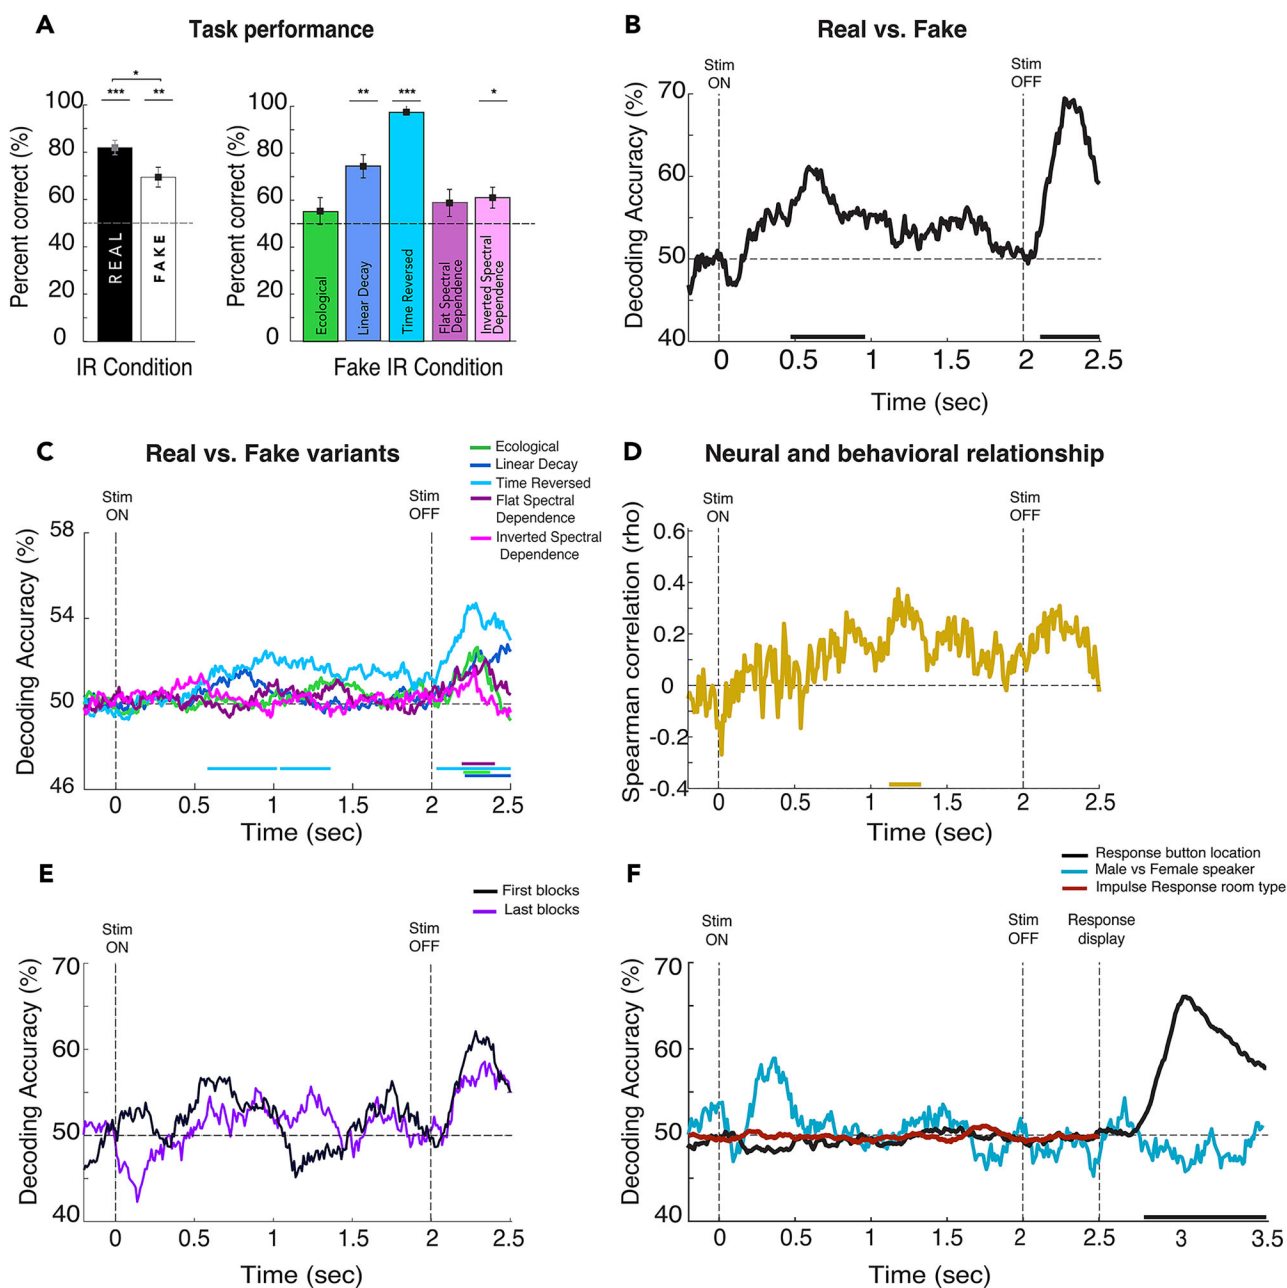 A
Task performance
*
***
**
100
80
60
40
20
0
Percent correct (%)
REAL
FAKE
IR Condition
**
***
*
100
80
60
40
20
0
Percent correct (%)
Ecological
Linear Decay
Time Reversed
Flat Spectral
Dependence
Inverted Spectral
Dependence
Fake IR Condition
B
Real vs. Fake
Stim
ON
Stim
OFF
70
60
50
40
Decoding Accuracy (%)
0
0.5
1
1.5
2
2.5
Time (sec)
C
Real vs. Fake variants
Ecological
Linear Decay
Time Reversed
Flat Spectral
Dependence
Inverted Spectral
Dependence
Stim
ON
Stim
OFF
58
54
50
46
Decoding Accuracy (%)
0
0.5
1
1.5
2
2.5
Time (sec)
D
Neural and behavioral relationship
Stim
ON
Stim
OFF
0.6
0.4
0.2
0
-0.2
-0.4
Spearman correlation (rho)
0
0.5
1
1.5
2
2.5
Time (sec)
E
First blocks
Last blocks
Stim
ON
Stim
OFF
70
60
50
40
Decoding Accuracy (%)
0
0.5
1
1.5
2
2.5
Time (sec)
F
Response button location
Male vs Female speaker
Impulse Response room type
Stim
ON
Stim
OFF
Response
display
70
60
50
40
Decoding Accuracy (%)
0
0.5
1
1.5
2
2.5
3
3.5
Time (sec)